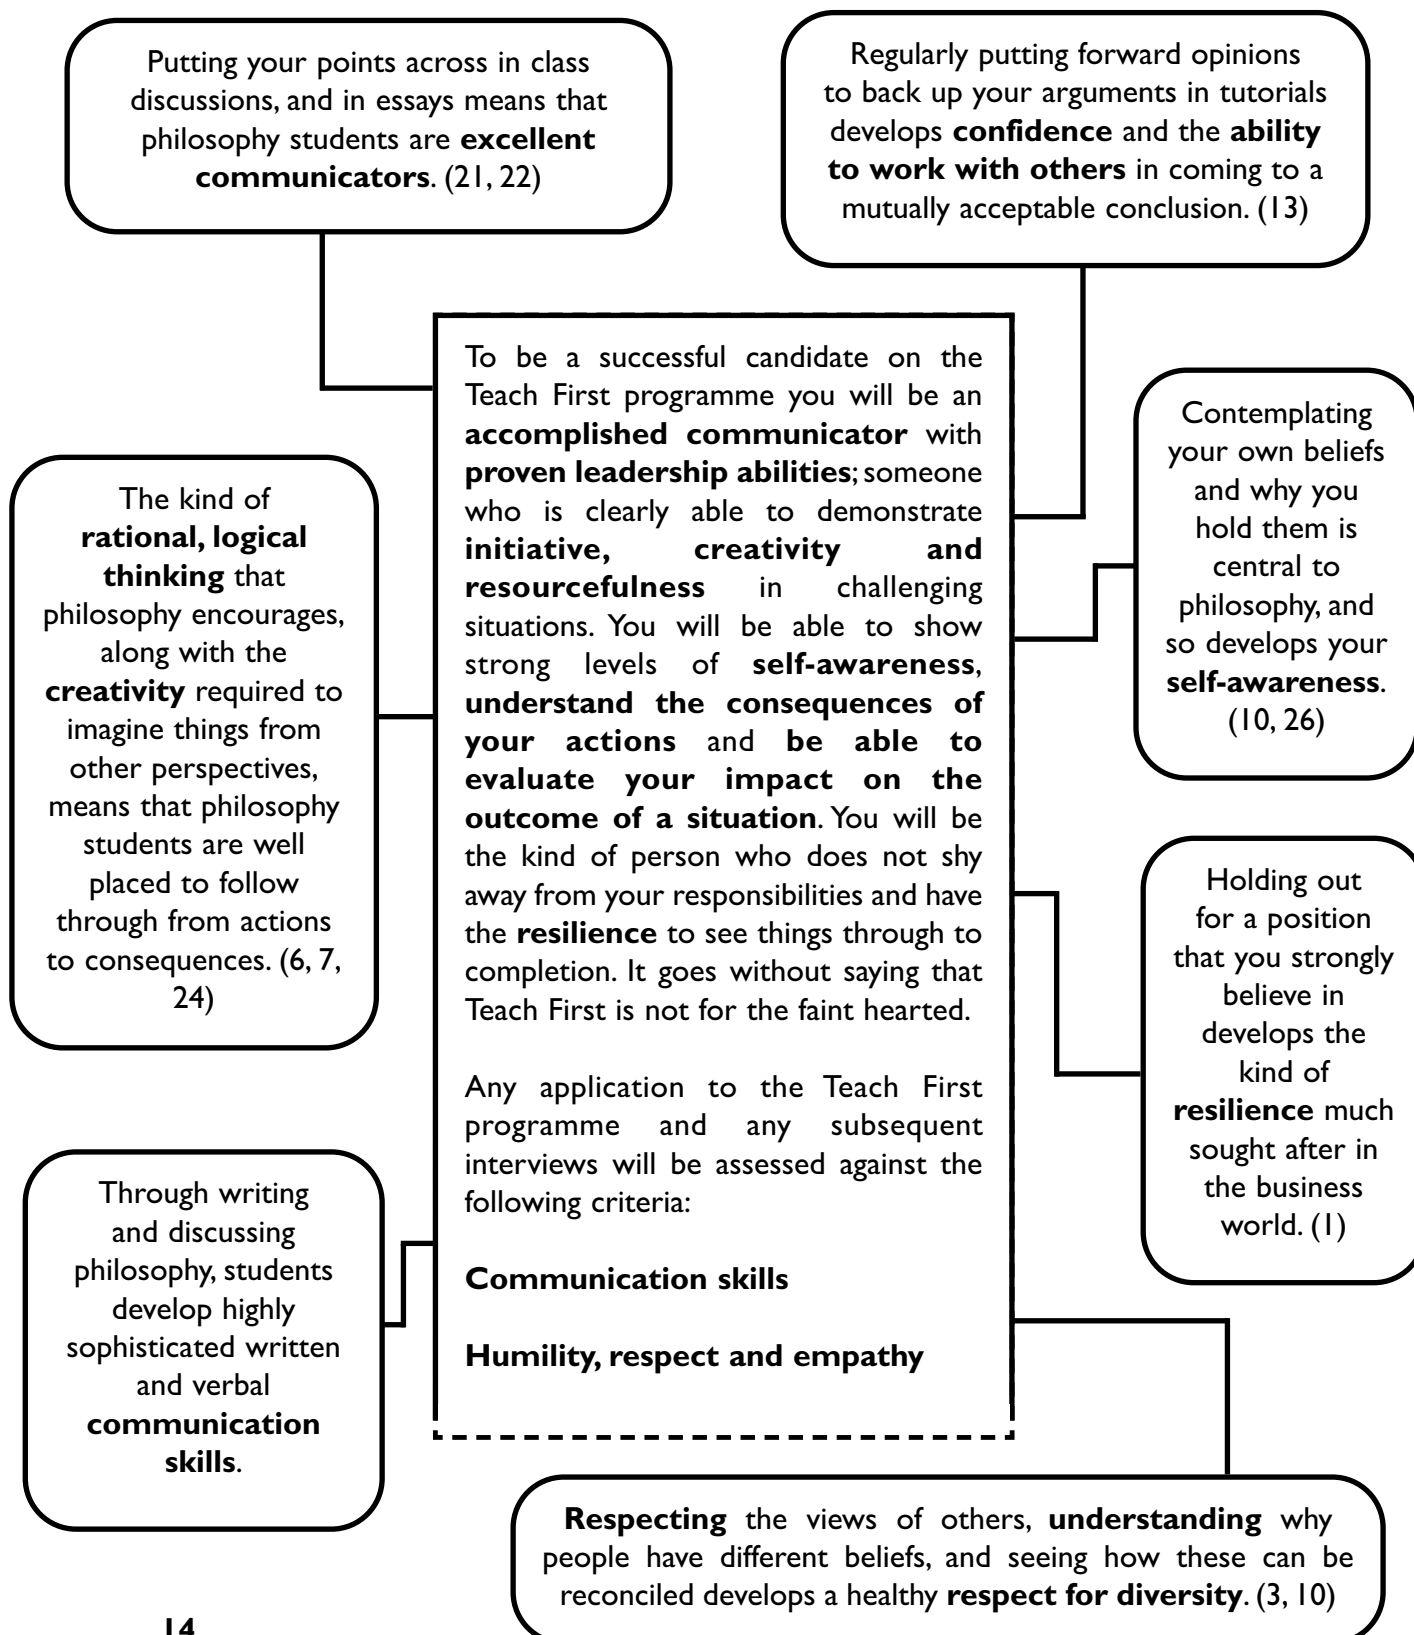 Putting your points across in class
discussions, and in essays means that
philosophy students are excellent
communicators. (21, 22)
Regularly putting forward opinions
to back up your arguments in tutorials
develops confidence and the ability
to work with others in coming to a
mutually acceptable conclusion. (13)
To be a successful candidate on the
Teach First programme you will be an
accomplished communicator with
proven leadership abilities; someone
who is clearly able to demonstrate
initiative, creativity and
resourcefulness in challenging
situations. You will be able to show
strong levels of self-awareness,
understand the consequences of
your actions and be able to
evaluate your impact on the
outcome of a situation. You will be
the kind of person who does not shy
away from your responsibilities and have
the resilience to see things through to
completion. It goes without saying that
Teach First is not for the faint hearted.
Any application to the Teach First
programme and any subsequent
interviews will be assessed against the
following criteria:
Communication skills
Humility, respect and empathy
Contemplating
your own beliefs
and why you
hold them is
central to
philosophy, and
so develops your
self-awareness.
(10, 26)
The kind of
rational, logical
thinking that
philosophy encourages,
along with the
creativity required to
imagine things from
other perspectives,
means that philosophy
students are well
placed to follow
through from actions
to consequences. (6, 7,
24)
Holding out
for a position
that you strongly
believe in
develops the
kind of
resilience much
sought after in
the business
world. (1)
Through writing
and discussing
philosophy, students
develop highly
sophisticated written
and verbal
communication
skills.
Respecting the views of others, understanding why
people have different beliefs, and seeing how these can be
reconciled develops a healthy respect for diversity. (3, 10)
14